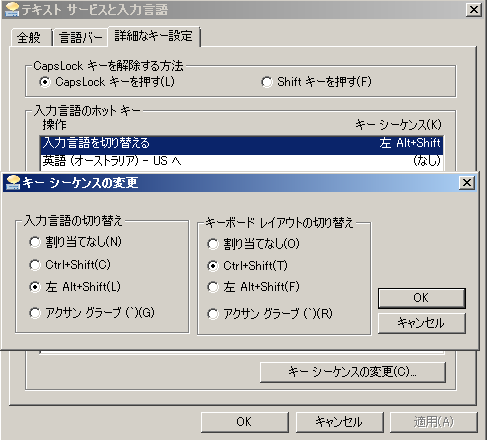 テキスト サービスと入力言語
全般
言語バー
詳細なキー設定
CapsLock キーを解除する方法
CapsLock キーを押す(L)
Shift キーを押す(F)
入力言語のホット キー
操作
キー シーケンス(K)
入力言語を切り替える
左 Alt+Shift
英語 (オーストラリア) - US へ
(なし)
キー シーケンスの変更
入力言語の切り替え
割り当てなし(N)
Ctrl+Shift(C)
左 Alt+Shift(L)
アクサン グラーブ (`)(G)
キーボード レイアウトの切り替え
割り当てなし(O)
Ctrl+Shift(T)
左 Alt+Shift(F)
アクサン グラーブ (`)(R)
OK
キャンセル
キー シーケンスの変更(C)...
OK
キャンセル
適用(A)